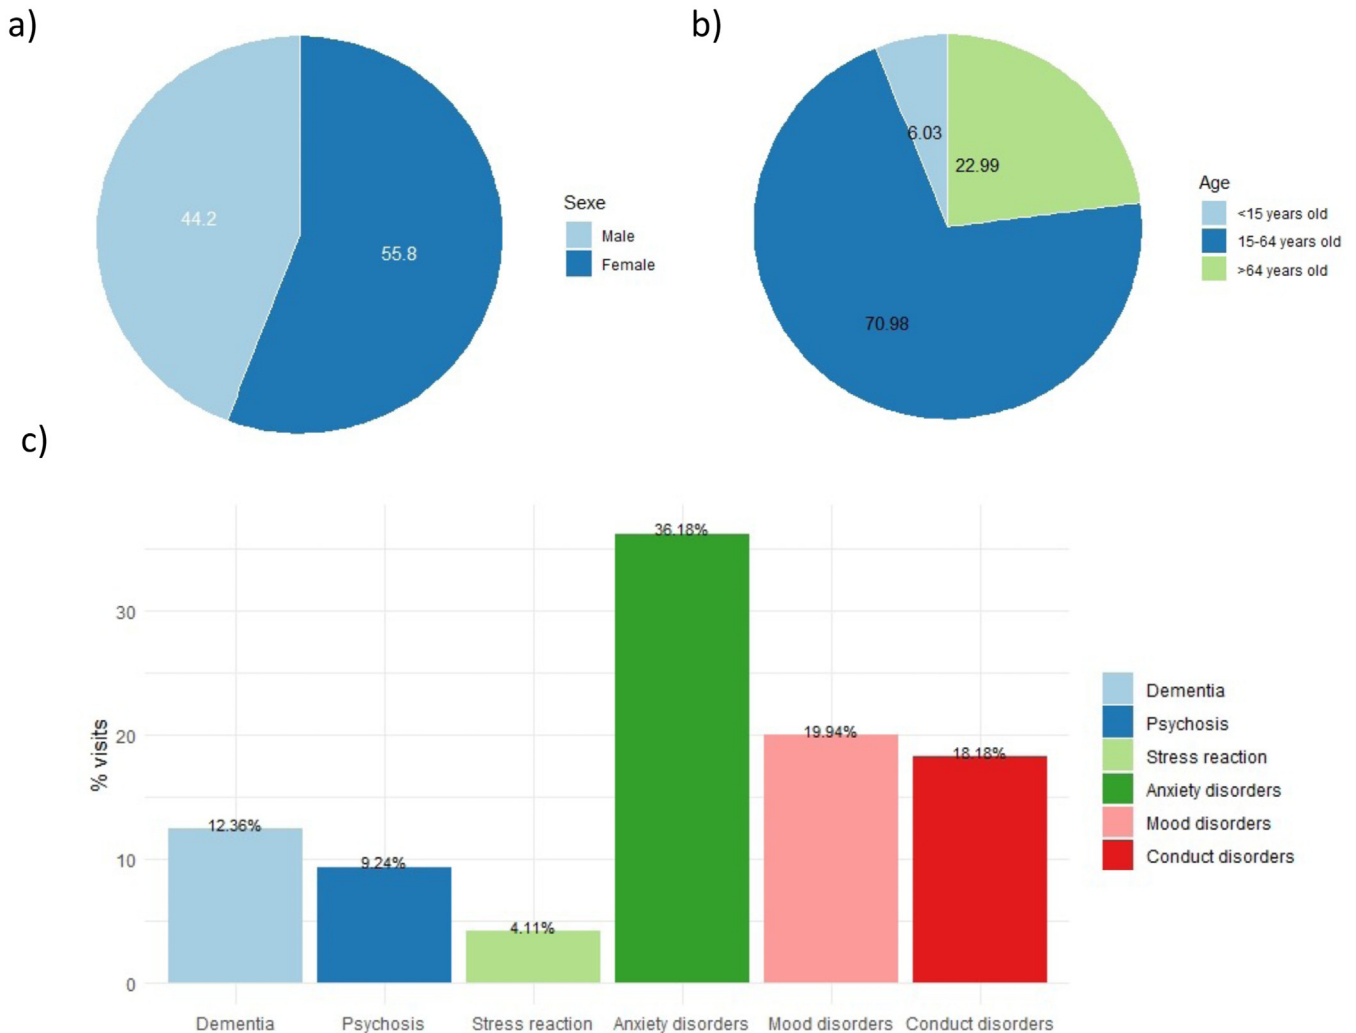 a)
44.2
55.8
Sexe
Male
Female
b)
6.03
22.99
70.98
Age
<15 years old
15-64 years old
>64 years old
c)
% visits
30
20
10
0
12.36%
9.24%
4.11%
36.18%
19.94%
18.18%
Dementia
Psychosis
Stress reaction
Anxiety disorders
Mood disorders
Conduct disorders
Dementia
Psychosis
Stress reaction
Anxiety disorders
Mood disorders
Conduct disorders